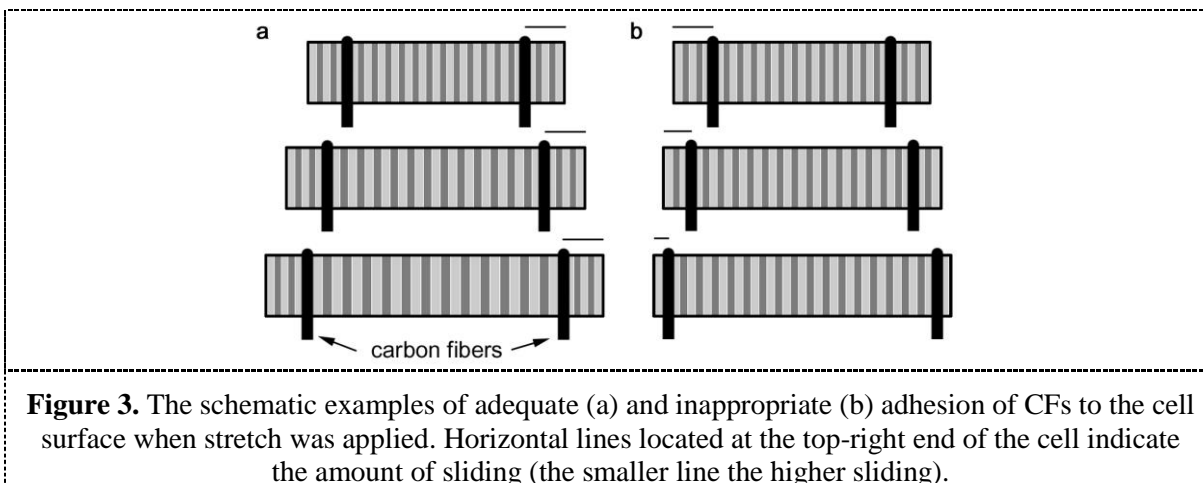 a
b
carbon fibers
Figure 3. The schematic examples of adequate (a) and inappropriate (b) adhesion of CFs to the cell
surface when stretch was applied. Horizontal lines located at the top-right end of the cell indicate
the amount of sliding (the smaller line the higher sliding).